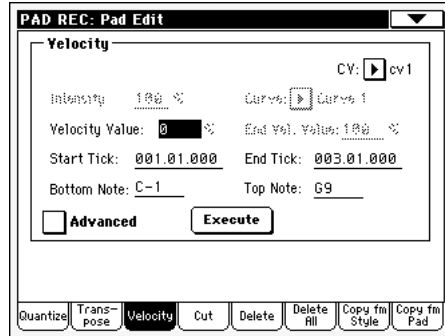 PAD REC: Pad Edit
Velocity
CV: cv1
Intensity 100 % Curve: Curve 1
Velocity Value: 0 % End Vel. Value: 100 %
Start Tick: 001.01.000 End Tick: 003.01.000
Bottom Note: C-1 Top Note: G9
Advanced Execute
Quantize Trans-pose Velocity Cut Delete Delete All Copy fm Style Copy fm Pad